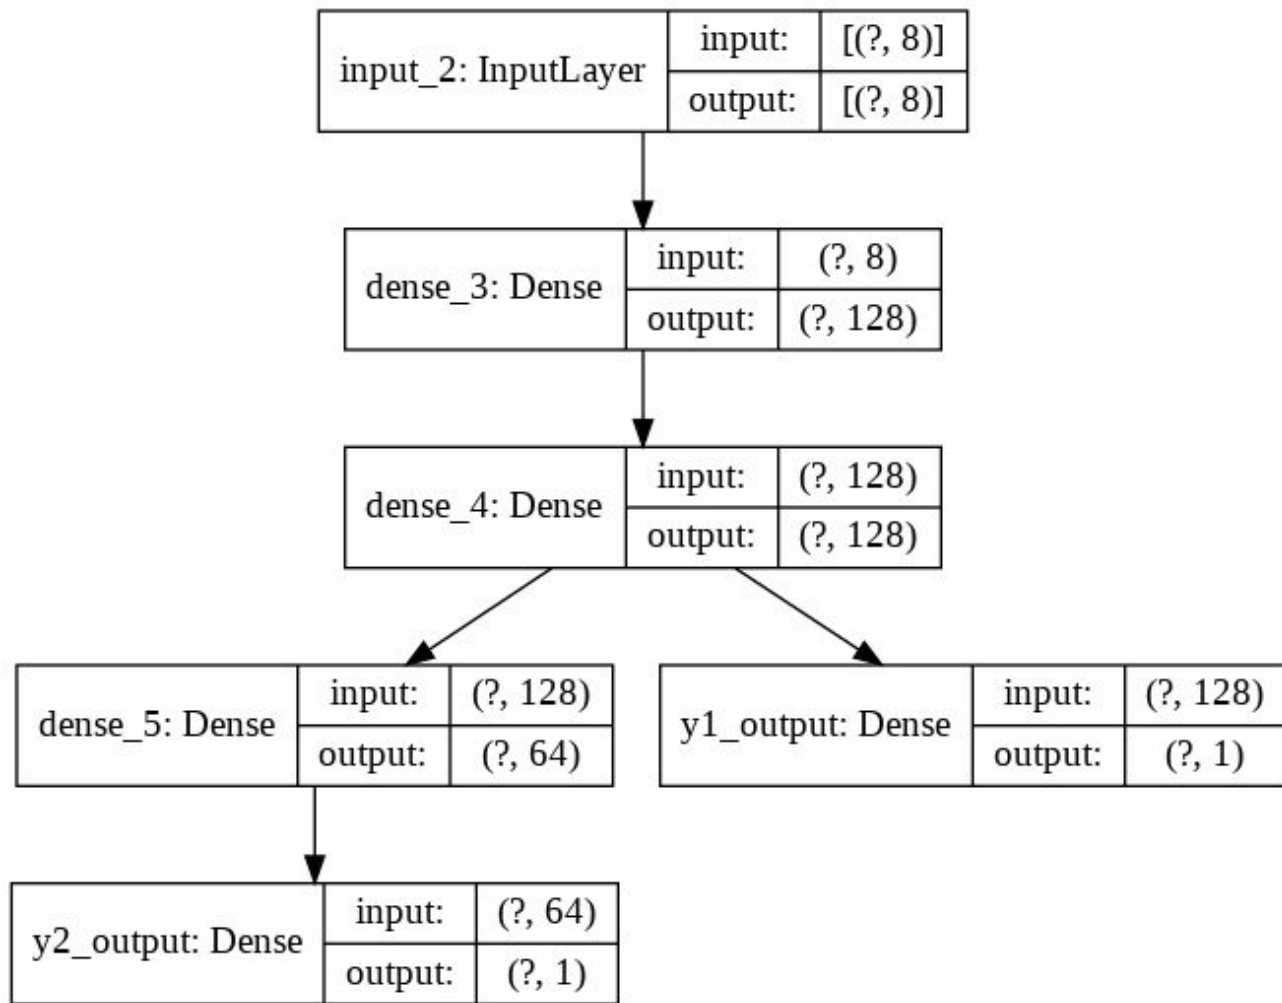 input_2: InputLayer
input: [(?, 8)]
output: [(?, 8)]
dense_3: Dense
input: (?, 8)
output: (?, 128)
dense_4: Dense
input: (?, 128)
output: (?, 128)
dense_5: Dense
input: (?, 128)
output: (?, 64)
y1_output: Dense
input: (?, 128)
output: (?, 1)
y2_output: Dense
input: (?, 64)
output: (?, 1)